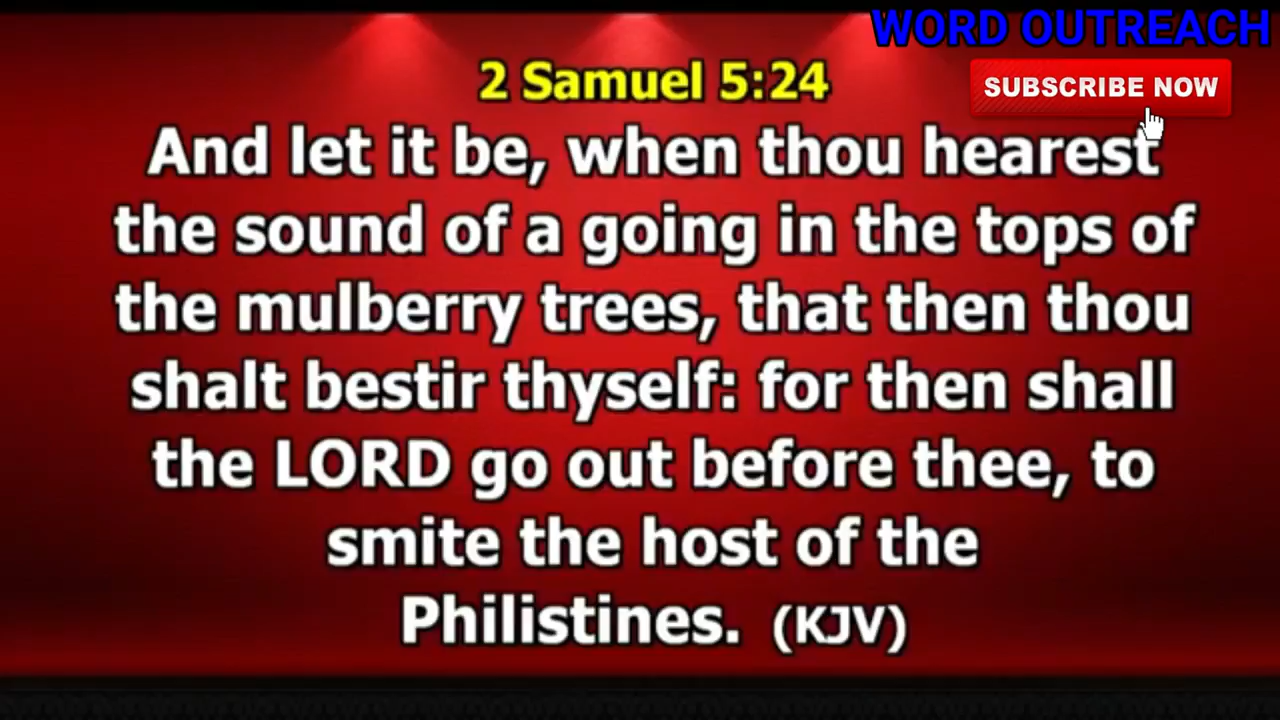 WORD OUTREACH
SUBSCRIBE NOW
2 Samuel 5:24
And let it be, when thou hearest
the sound of a going in the tops of
the mulberry trees, that then thou
shalt bestir thyself: for then shall
the LORD go out before thee, to
smite the host of the
Philistines. (KJV)